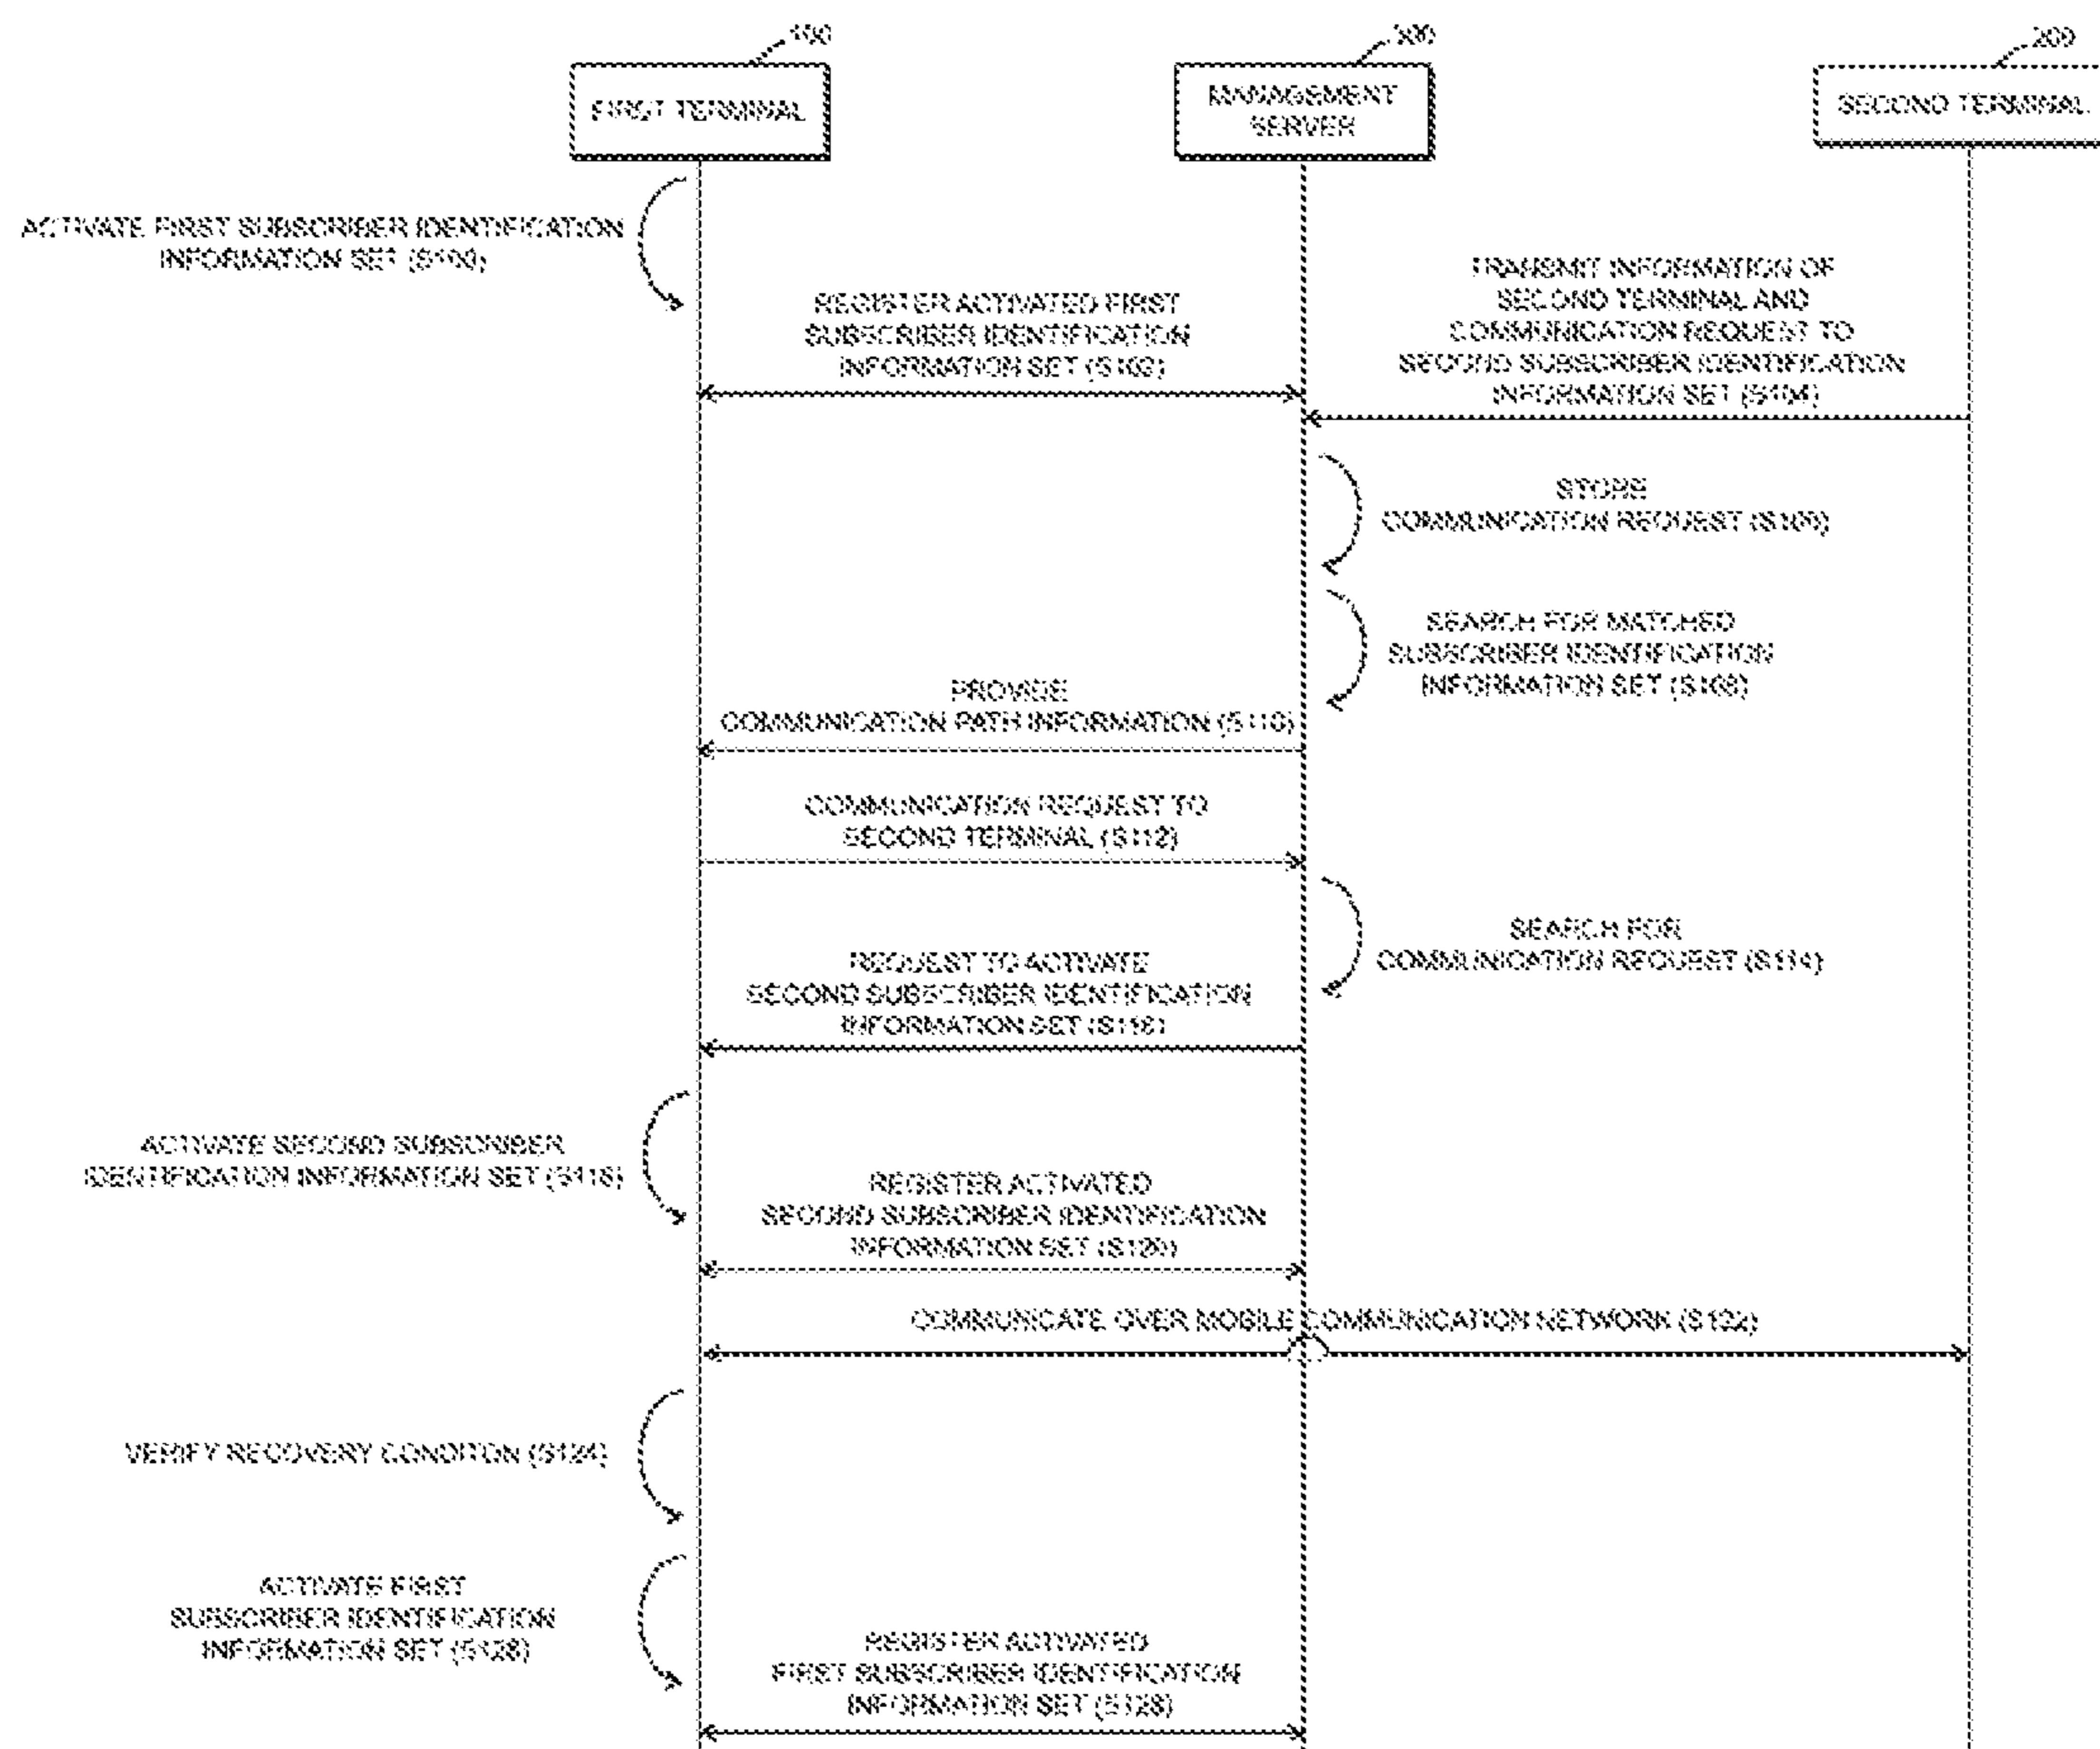 100
300
200
FIRST TERMINAL
MANAGEMENT
SERVER
SECOND TERMINAL
ACTIVATE FIRST SUBSCRIBER IDENTIFICATION
INFORMATION SET (S100)
REGISTER ACTIVATED FIRST
SUBSCRIBER IDENTIFICATION
INFORMATION SET (S102)
TRANSMIT INFORMATION OF
SECOND TERMINAL AND
COMMUNICATION REQUEST TO
SECOND SUBSCRIBER IDENTIFICATION
INFORMATION SET (S104)
STORE
COMMUNICATION REQUEST
SEARCH FOR MATCHED
SUBSCRIBER IDENTIFICATION
INFORMATION SET (S108)
PROVIDE
COMMUNICATION PATH INFORMATION (S110)
COMMUNICATION REQUEST TO
SECOND TERMINAL (S112)
SEARCH FOR
COMMUNICATION REQUEST (S114)
REQUEST TO ACTIVATE
SECOND SUBSCRIBER IDENTIFICATION
INFORMATION SET (S116)
ACTIVATE SECOND SUBSCRIBER
IDENTIFICATION INFORMATION SET (S118)
REGISTER ACTIVATED
SECOND SUBSCRIBER IDENTIFICATION
INFORMATION SET (S120)
COMMUNICATE OVER MOBILE COMMUNICATION NETWORK (S122)
VERIFY RECOVERY CONDITON (S124)
ACTIVATE FIRST
SUBSCRIBER IDENTIFICATION
INFORMATION SET
REGISTER ACTIVATED
FIRST SUBSCRIBER IDENTIFICATION
INFORMATION SET (S128)